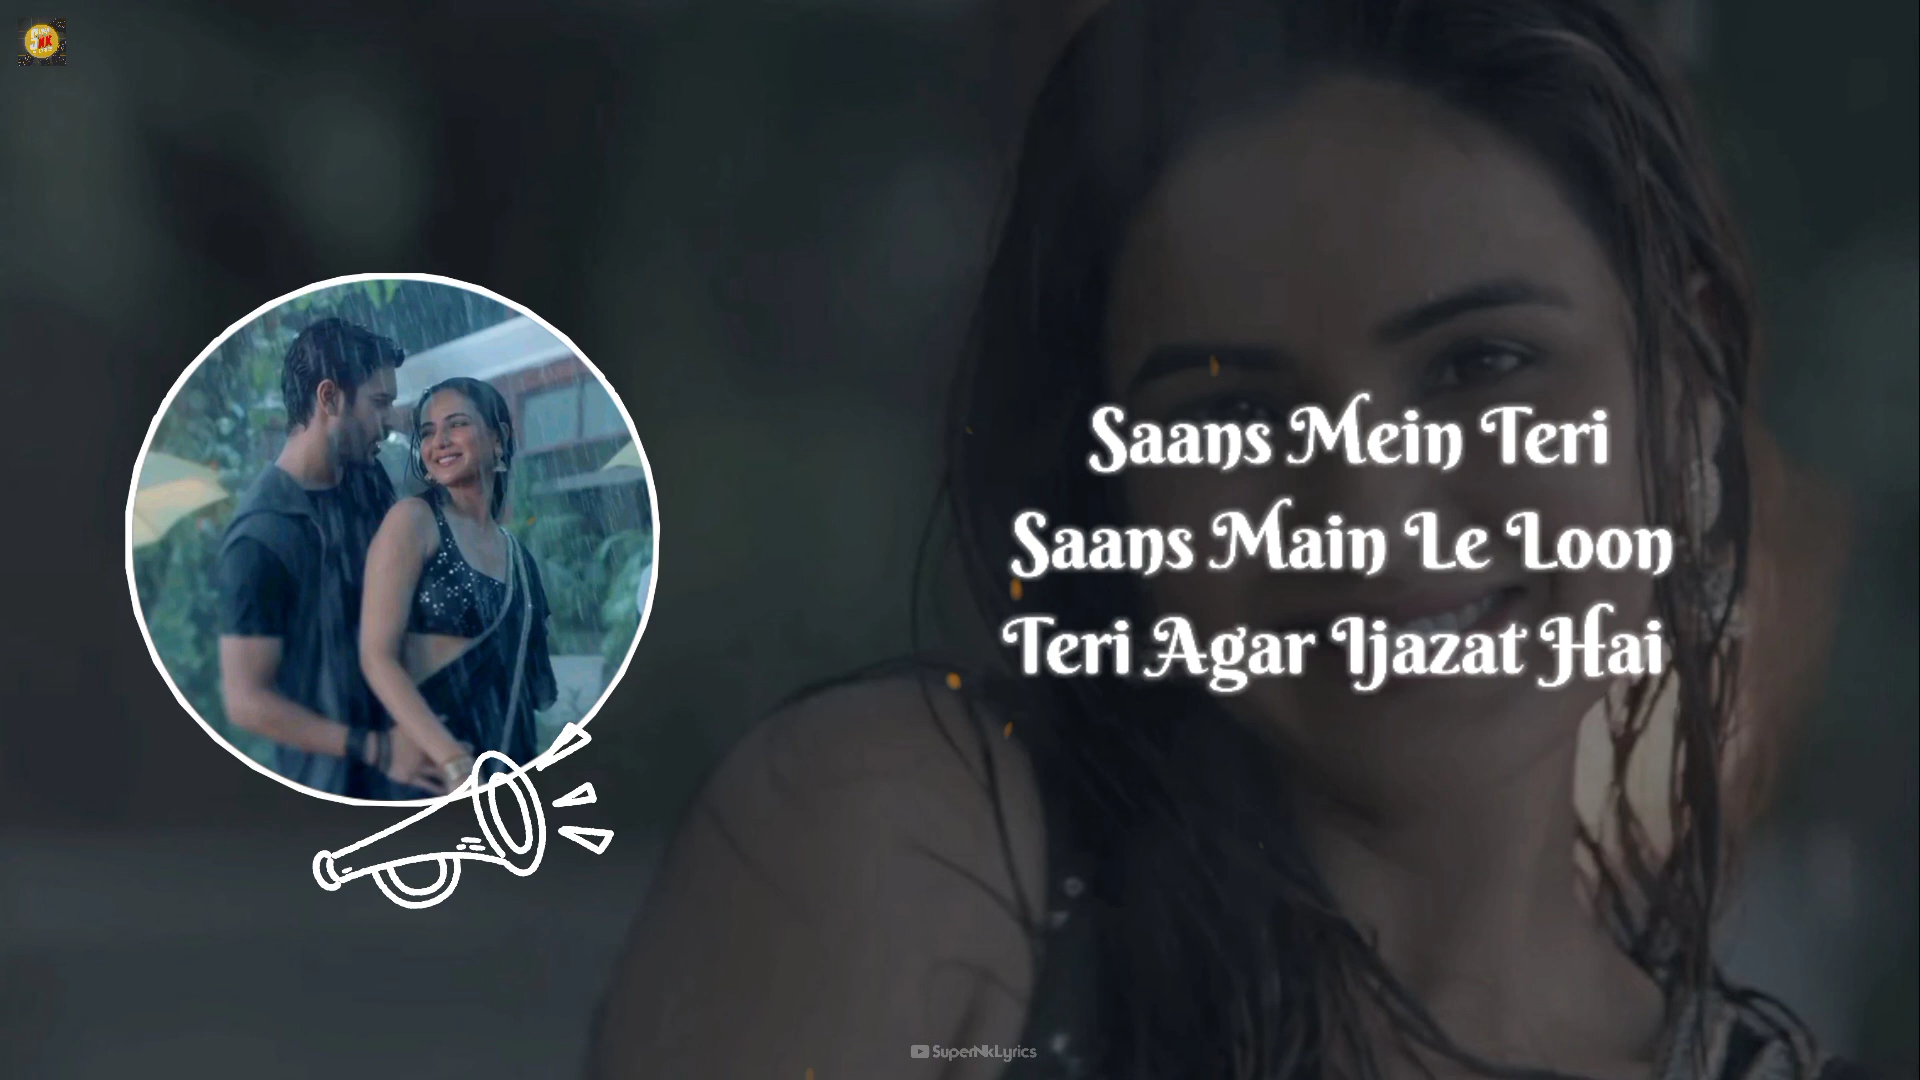 Saans Mein Teri
Saans Main Le Loon
Teri Agar Ijazat Hai
SuperNkLyrics